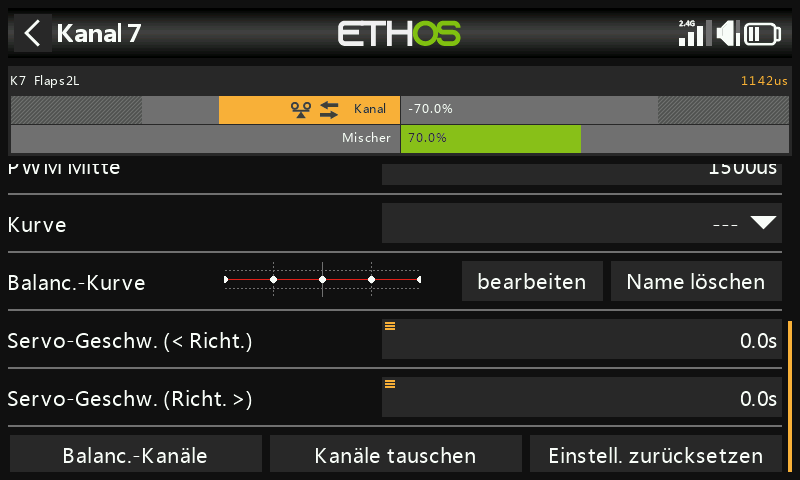 Kanal 7
ETHOS
2.4G
K7 Flaps2L
1142us
Kanal -70.0%
Mischer 70.0%
PWM Mitte 1500us
Kurve ---
Balanc.-Kurve bearbeiten Name löschen
Servo-Geschw. (< Richt.) 0.0s
Servo-Geschw. (Richt. >) 0.0s
Balanc.-Kanäle Kanäle tauschen Einstell. zurücksetzen